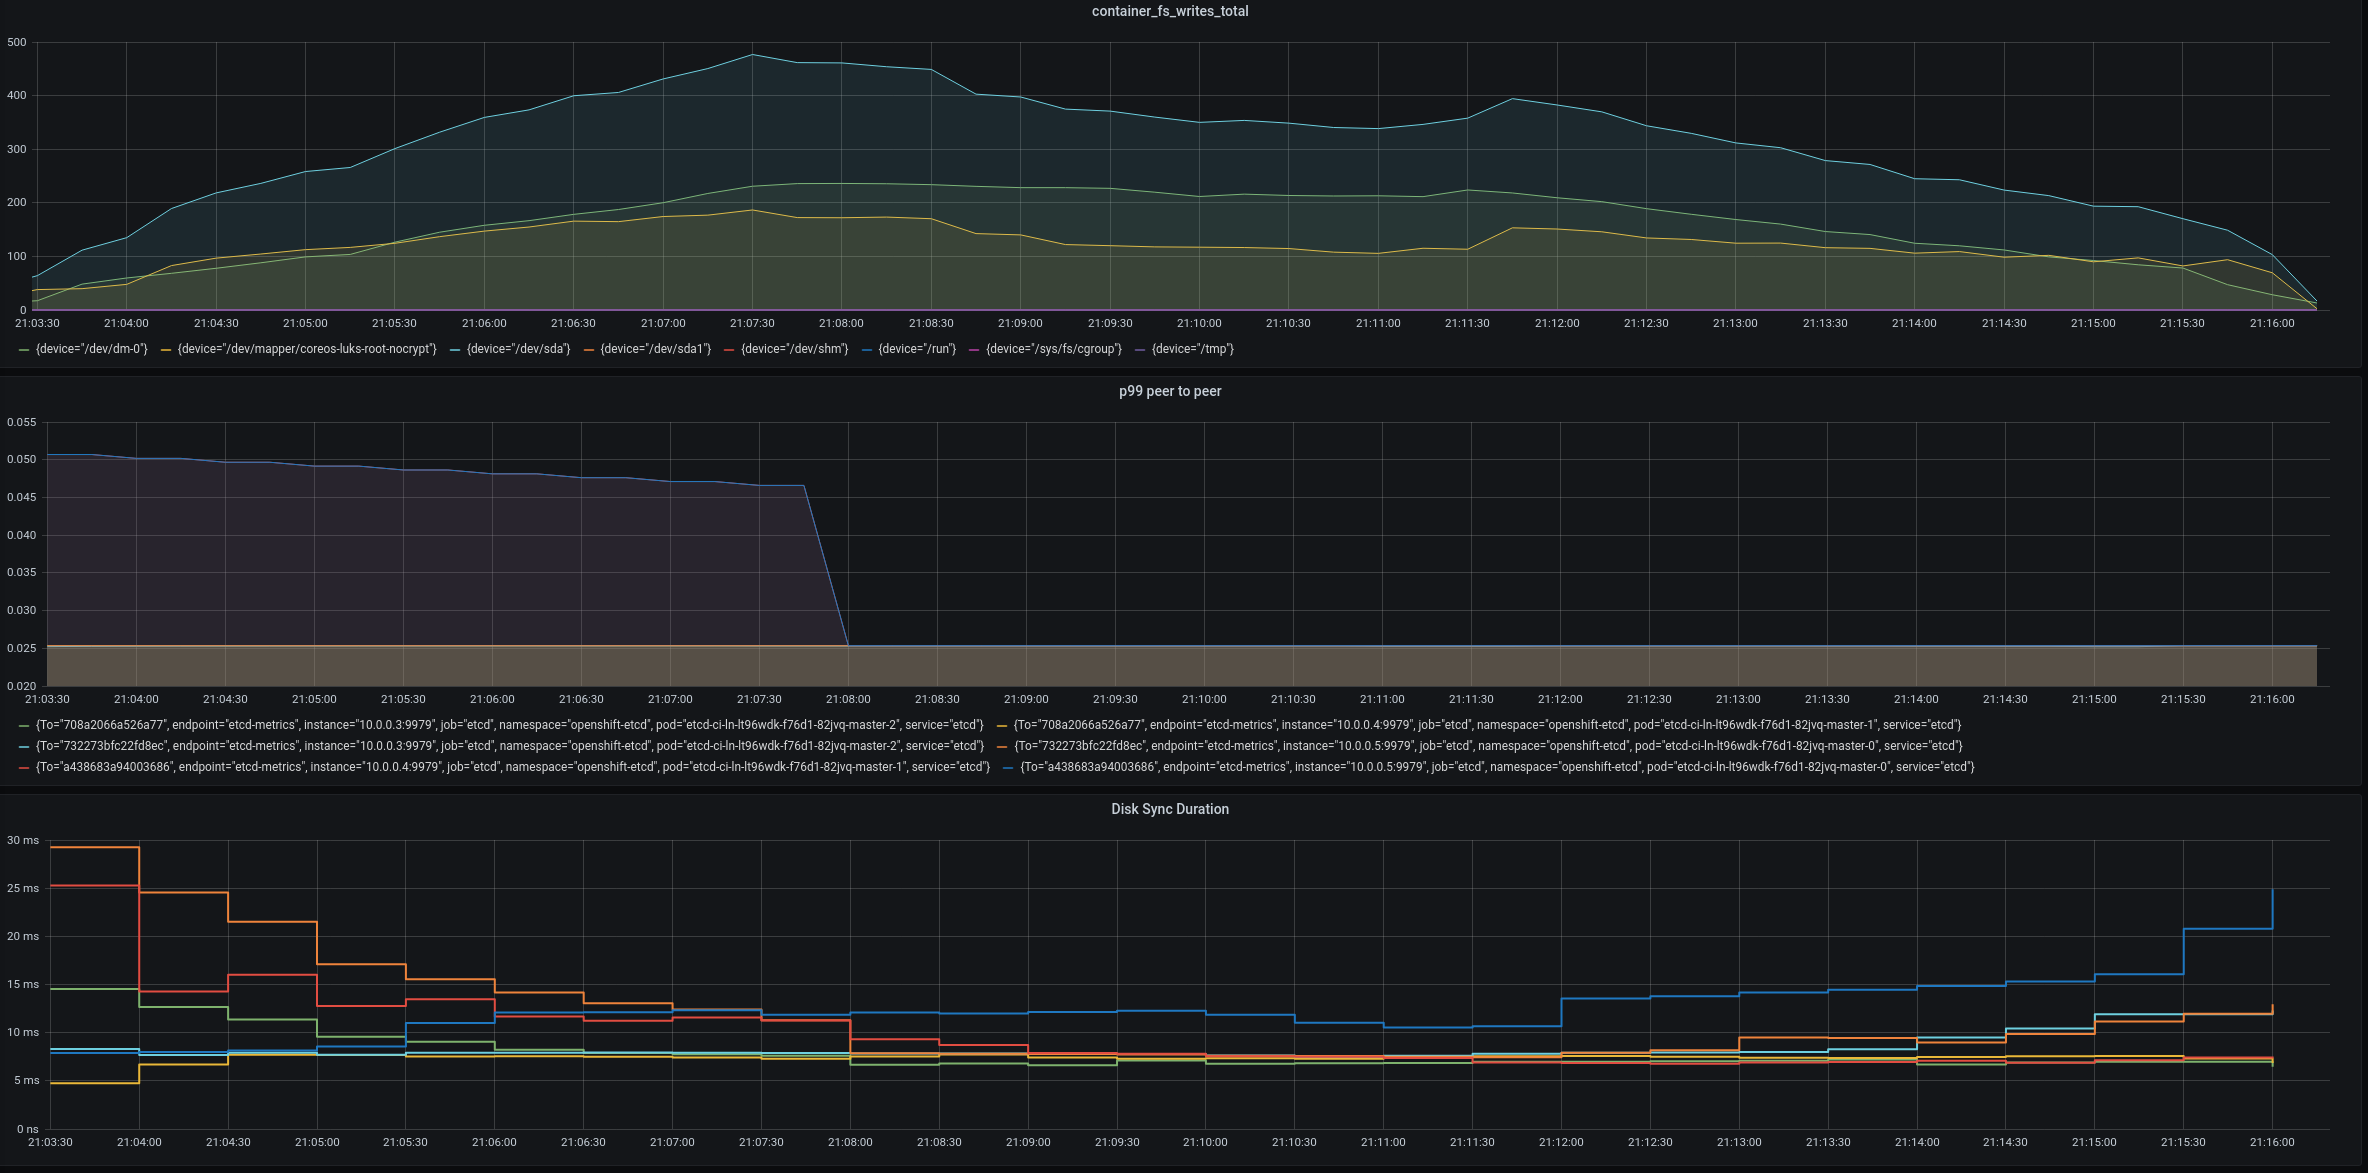 container_fs_writes_total
500
400
300
200
100
0
21:03:30 21:04:00 21:04:30 21:05:00 21:05:30 21:06:00 21:06:30 21:07:00 21:07:30 21:08:00 21:08:30 21:09:00 21:09:30 21:10:00 21:10:30 21:11:00 21:11:30 21:12:00 21:12:30 21:13:00 21:13:30 21:14:00 21:14:30 21:15:00 21:15:30 21:16:00
{device="/dev/dm-0"} {device="/dev/mapper/coreos-luks-root-nocrypt"} {device="/dev/sda"} {device="/dev/sda1"} {device="/dev/shm"} {device="/run"} {device="/sys/fs/cgroup"} {device="/tmp"}
p99 peer to peer
0.055
0.050
0.045
0.040
0.035
0.030
0.025
0.020
21:03:30 21:04:00 21:04:30 21:05:00 21:05:30 21:06:00 21:06:30 21:07:00 21:07:30 21:08:00 21:08:30 21:09:00 21:09:30 21:10:00 21:10:30 21:11:00 21:11:30 21:12:00 21:12:30 21:13:00 21:13:30 21:14:00 21:14:30 21:15:00 21:15:30 21:16:00
{To="708a2066a526a77", endpoint="etcd-metrics", instance="10.0.0.3:9979", job="etcd", namespace="openshift-etcd", pod="etcd-ci-ln-lt96wdk-f76d1-82jvq-master-2", service="etcd"} {To="708a2066a526a77", endpoint="etcd-metrics", instance="10.0.0.4:9979", job="etcd", namespace="openshift-etcd", pod="etcd-ci-ln-lt96wdk-f76d1-82jvq-master-1", service="etcd"}
{To="732273bfc22fd8ec", endpoint="etcd-metrics", instance="10.0.0.3:9979", job="etcd", namespace="openshift-etcd", pod="etcd-ci-ln-lt96wdk-f76d1-82jvq-master-2", service="etcd"} {To="732273bfc22fd8ec", endpoint="etcd-metrics", instance="10.0.0.5:9979", job="etcd", namespace="openshift-etcd", pod="etcd-ci-ln-lt96wdk-f76d1-82jvq-master-0", service="etcd"}
{To="a438683a94003686", endpoint="etcd-metrics", instance="10.0.0.4:9979", job="etcd", namespace="openshift-etcd", pod="etcd-ci-ln-lt96wdk-f76d1-82jvq-master-1", service="etcd"} {To="a438683a94003686", endpoint="etcd-metrics", instance="10.0.0.5:9979", job="etcd", namespace="openshift-etcd", pod="etcd-ci-ln-lt96wdk-f76d1-82jvq-master-0", service="etcd"}
Disk Sync Duration
30 ms
25 ms
20 ms
15 ms
10 ms
5 ms
0 ns
21:03:30 21:04:00 21:04:30 21:05:00 21:05:30 21:06:00 21:06:30 21:07:00 21:07:30 21:08:00 21:08:30 21:09:00 21:09:30 21:10:00 21:10:30 21:11:00 21:11:30 21:12:00 21:12:30 21:13:00 21:13:30 21:14:00 21:14:30 21:15:00 21:15:30 21:16:00